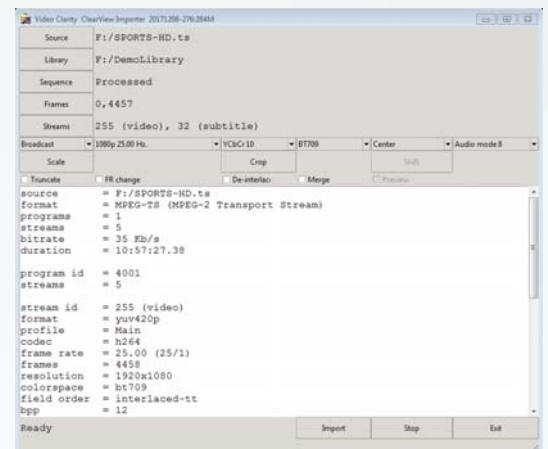 Video Clarity ClearView Importer 20171208-276:284M
Source F:/SPORTS-HD.ts
Library F:/DemoLibrary
Sequence Processed
Frames 0,4457
Streams 255 (video), 32 (subtitle)
Broadcast 1080p 25.00 Hz. YCbCr 10 BT709 Center Audio mode 8
Scale Crop Shift
Truncate FR change De-interlac Merge Preview
source = F:/SPORTS-HD.ts
format = MPEG-TS (MPEG-2 Transport Stream)
programs = 1
streams = 5
bitrate = 35 Kb/s
duration = 10:57:27.38
program id = 4001
streams = 5
stream id = 255 (video)
format = yuv420p
profile = Main
codec = h264
frame rate = 25.00 (25/1)
frames = 4458
resolution = 1920x1080
colorspace = bt709
field order = interlaced-tt
bpp = 12
Ready Import Stop Exit